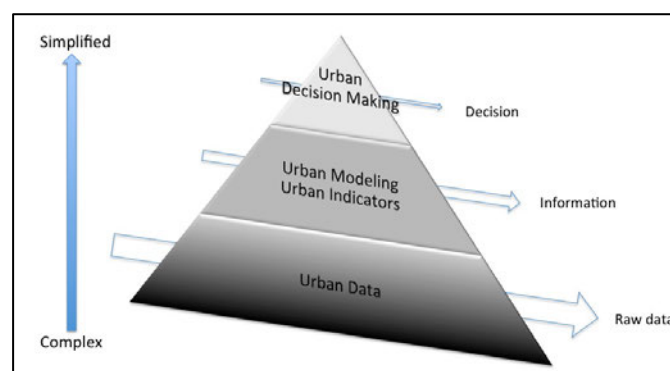 Simplified
Urban
Decision Making
Decision
Urban Modeling
Urban Indicators
Information
Urban Data
Raw data
Complex